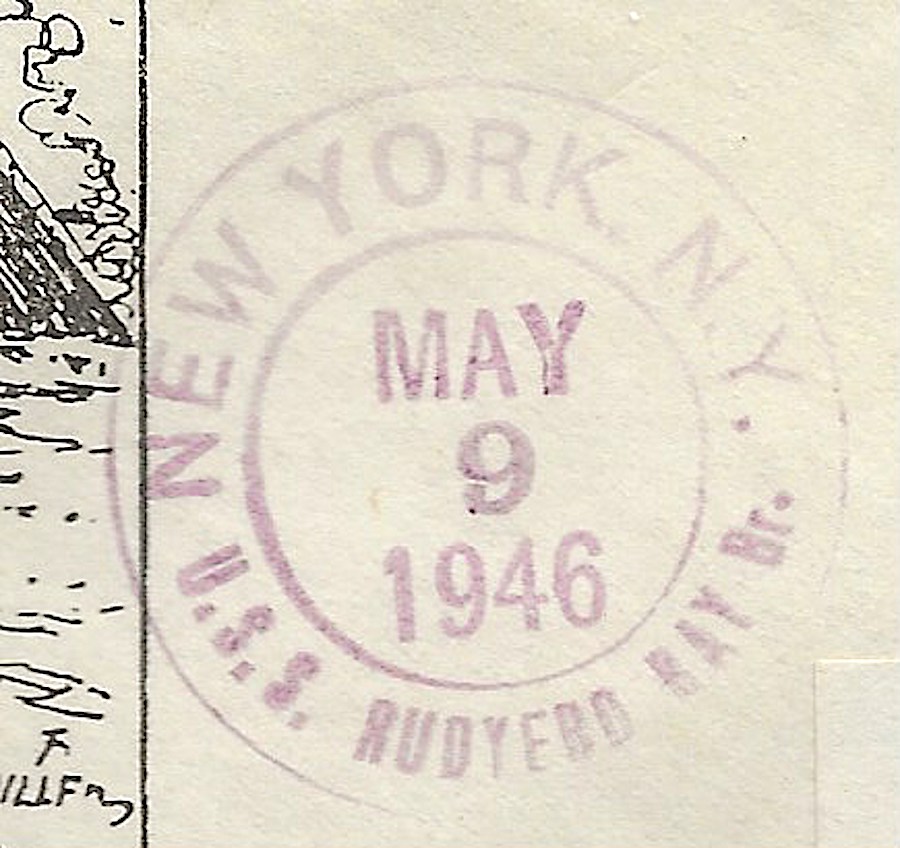 NEW YORK, N.Y.
MAY
9
1946
U.S.S. RUDYERD BAY Br.